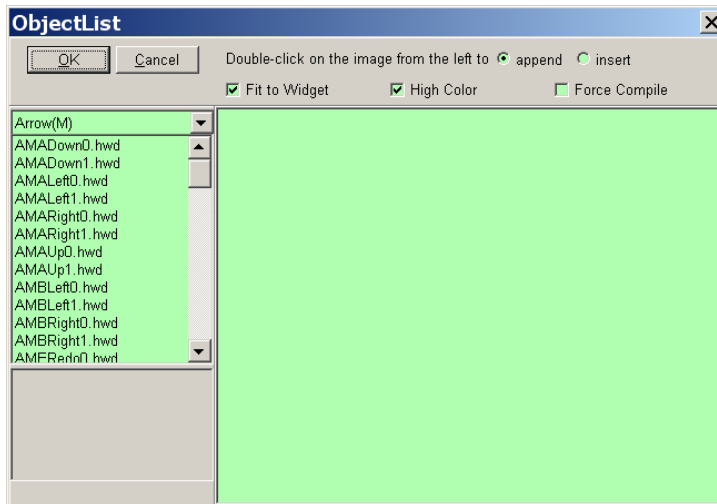 ObjectList
OK Cancel Double-click on the image from the left to append insert
Fit to Widget High Color Force Compile
Arrow(M)
AMADown0.hwd
AMADown1.hwd
AMALeft0.hwd
AMALeft1.hwd
AMARight0.hwd
AMARight1.hwd
AMAUp0.hwd
AMAUp1.hwd
AMBLeft0.hwd
AMBLeft1.hwd
AMBRight0.hwd
AMBRight1.hwd
AMERedo0.hwd